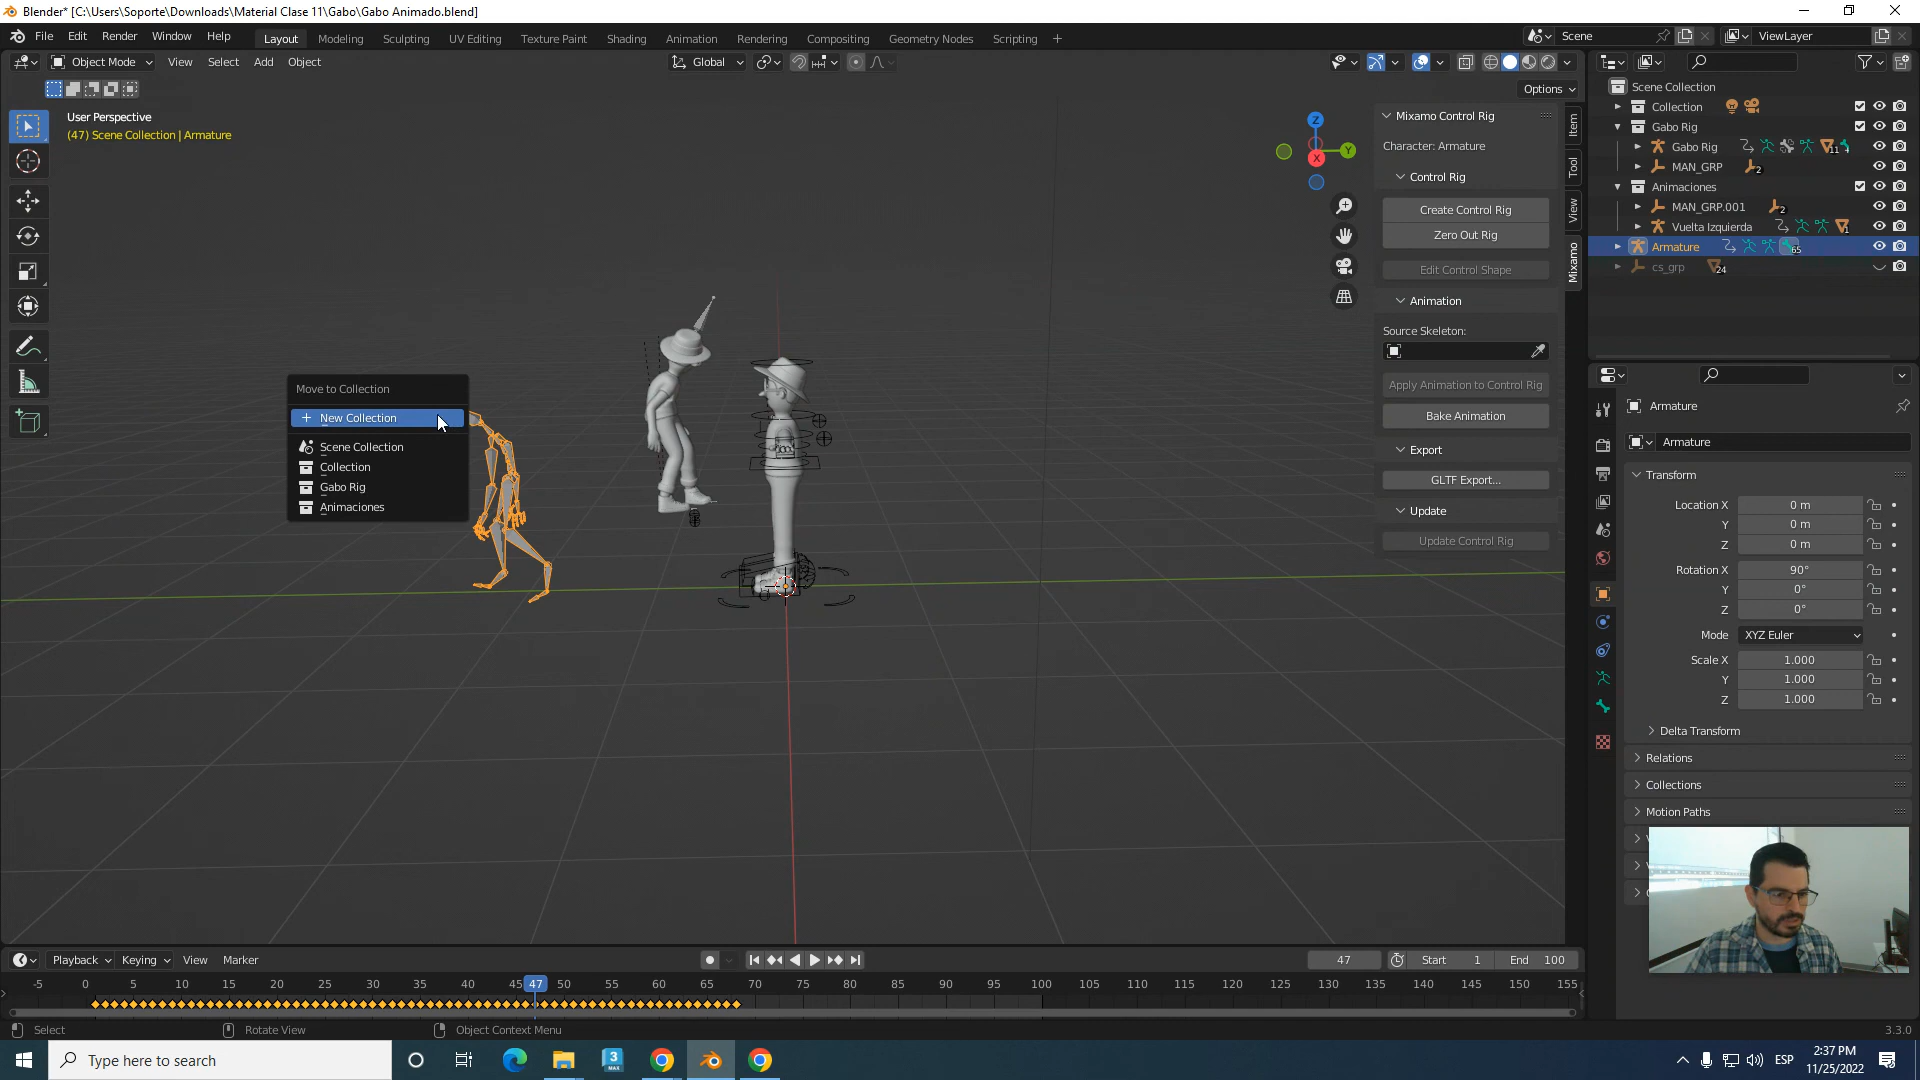 Blender* [C:\Users\Soporte\Downloads\Material Clase 11\Gabo\Gabo Animado.blend]
File Edit Render Window Help Layout Modeling Sculpting UV Editing Texture Paint Shading Animation Rendering Compositing Geometry Nodes Scripting + Scene ViewLayer
Object Mode View Select Add Object Global
Options
User Perspective
(47) Scene Collection | Armature
Z
Y
X
Mixamo Control Rig
Character: Armature
Control Rig
Create Control Rig
Zero Out Rig
Edit Control Shape
Animation
Source Skeleton:
Apply Animation to Control Rig
Bake Animation
Export
GLTF Export...
Update
Update Control Rig
Item
Tool
View
Mixamo
Move to Collection
New Collection
Scene Collection
Collection
Gabo Rig
Animaciones
Scene Collection
Collection
Gabo Rig
Gabo Rig 11
MAN_GRP 2
Animaciones
MAN_GRP.001 2
Vuelta Izquierda 1
Armature 65
cs_grp 24
Armature
Armature
Transform
Location X 0 m
Y 0 m
Z 0 m
Rotation X 90°
Y 0°
Z 0°
Mode XYZ Euler
Scale X 1.000
Y 1.000
Z 1.000
Delta Transform
Relations
Collections
Motion Paths
Playback Keying View Marker 47 Start 1 End 100
-5 0 5 10 15 20 25 30 35 40 45 47 50 55 60 65 70 75 80 85 90 95 100 105 110 115 120 125 130 135 140 145 150 155
Select Rotate View Object Context Menu 3.3.0
Type here to search
ESP
2:37 PM
11/25/2022